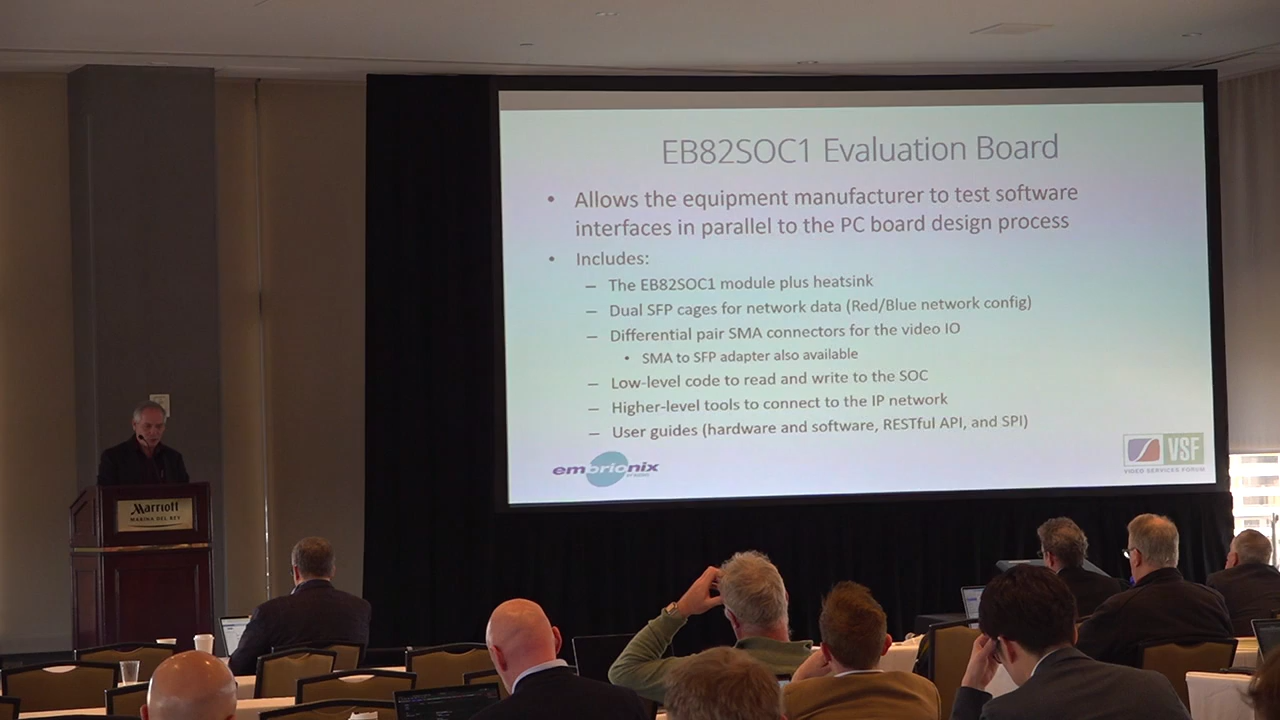 EB82SOC1 Evaluation Board
• Allows the equipment manufacturer to test software
interfaces in parallel to the PC board design process
• Includes:
– The EB82SOC1 module plus heatsink
– Dual SFP cages for network data (Red/Blue network config)
– Differential pair SMA connectors for the video IO
• SMA to SFP adapter also available
– Low-level code to read and write to the SOC
– Higher-level tools to connect to the IP network
– User guides (hardware and software, RESTful API, and SPI)
embrionix
VSF
VIDEO SERVICES FORUM
Marriott
MARINA DEL REY